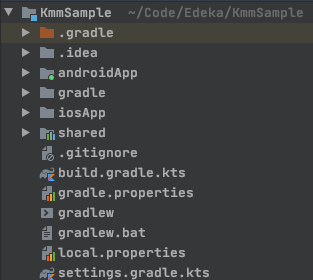 KmmSample ~/Code/Edeka/KmmSample
.gradle
.idea
androidApp
gradle
iosApp
shared
.gitignore
build.gradle.kts
gradle.properties
gradlew
gradlew.bat
local.properties
settings.gradle.kts